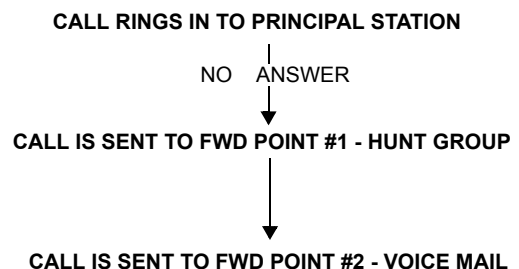 CALL RINGS IN TO PRINCIPAL STATION
NO ANSWER
CALL IS SENT TO FWD POINT #1 - HUNT GROUP
CALL IS SENT TO FWD POINT #2 - VOICE MAIL